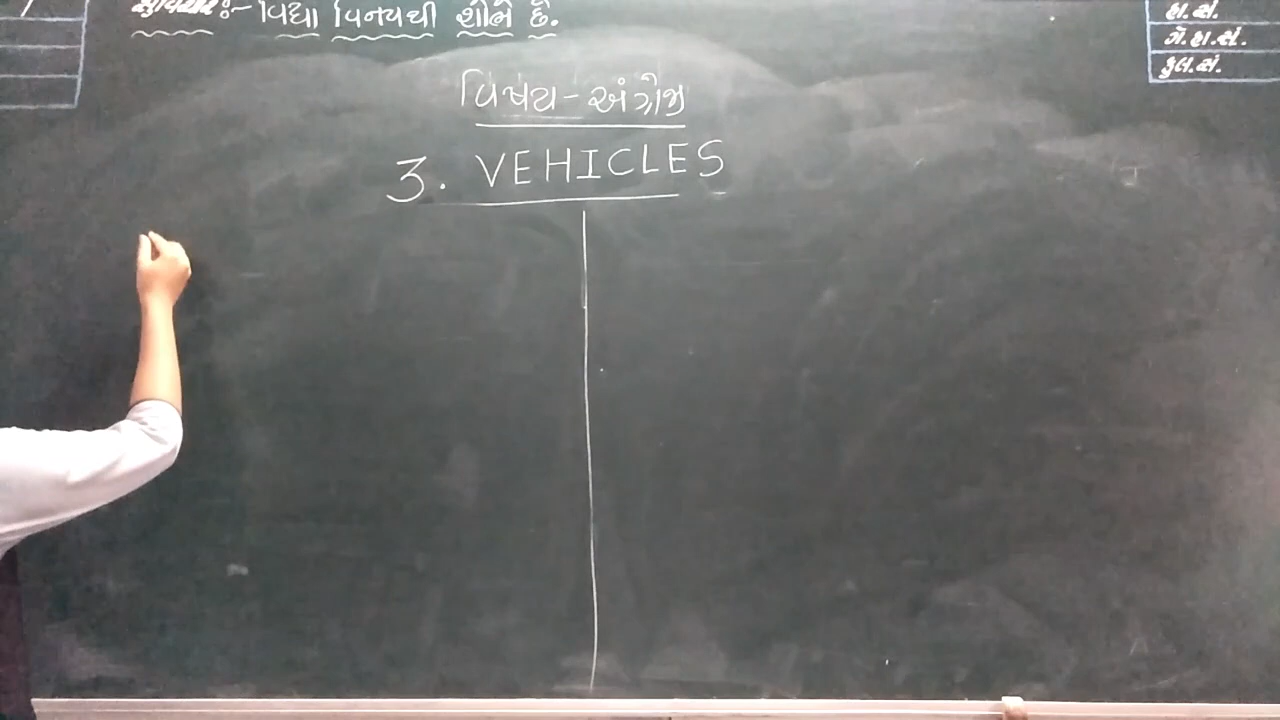 સુવિચાર :- વિદ્યા વિનયથી શોભે છે.
હા.સં.
ગે.હા.સં.
કુલ.સં.
વિષય - અંગ્રેજી
3. VEHICLES